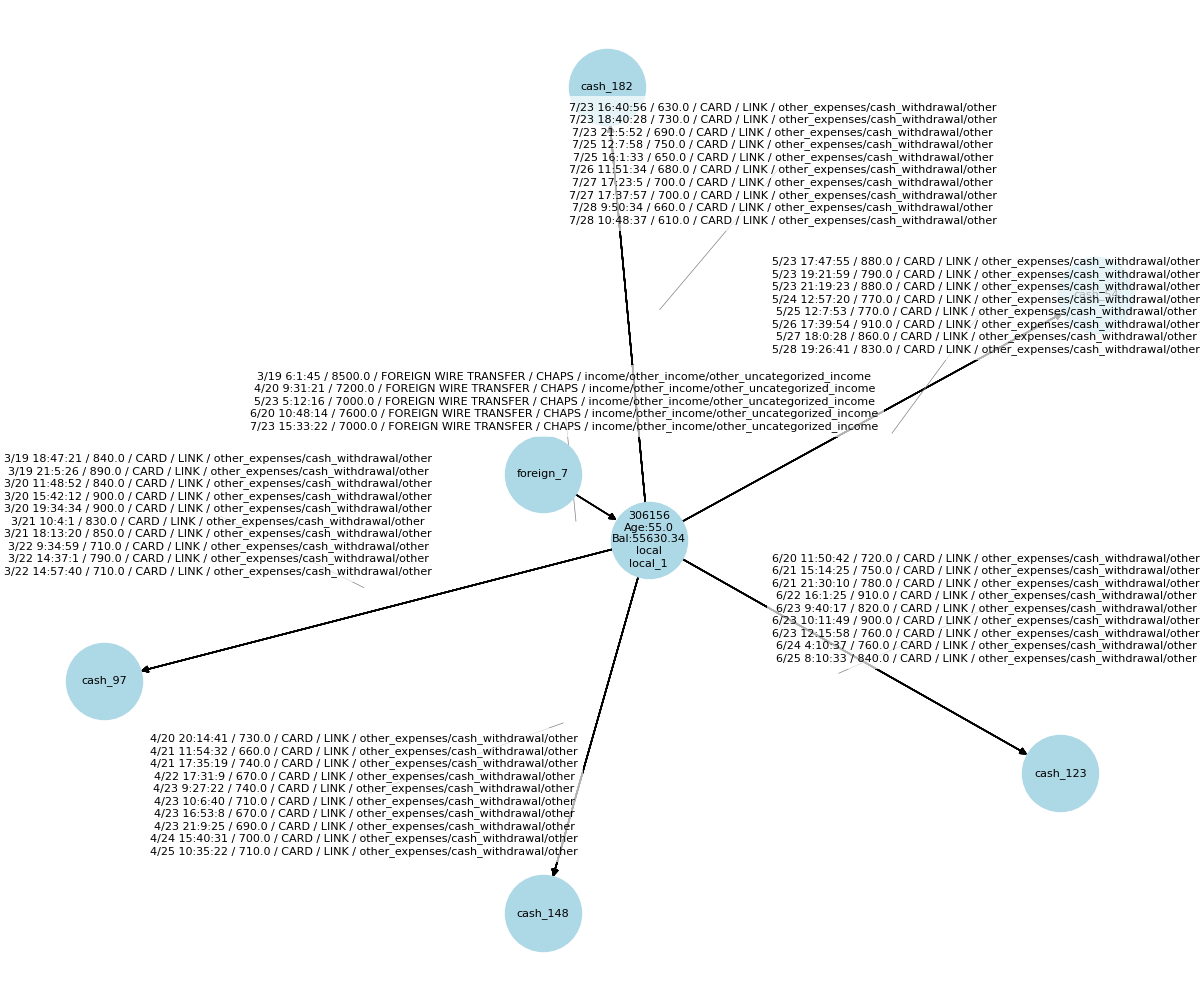 cash_182
7/23 16:40:56 / 630.0 / CARD / LINK / other_expenses/cash_withdrawal/other
7/23 18:40:28 / 730.0 / CARD / LINK / other_expenses/cash_withdrawal/other
7/23 21:5:52 / 690.0 / CARD / LINK / other_expenses/cash_withdrawal/other
7/25 12:7:58 / 750.0 / CARD / LINK / other_expenses/cash_withdrawal/other
7/25 16:1:33 / 650.0 / CARD / LINK / other_expenses/cash_withdrawal/other
7/26 11:51:34 / 680.0 / CARD / LINK / other_expenses/cash_withdrawal/other
7/27 17:23:5 / 700.0 / CARD / LINK / other_expenses/cash_withdrawal/other
7/27 17:37:57 / 700.0 / CARD / LINK / other_expenses/cash_withdrawal/other
7/28 9:50:34 / 660.0 / CARD / LINK / other_expenses/cash_withdrawal/other
7/28 10:48:37 / 610.0 / CARD / LINK / other_expenses/cash_withdrawal/other
5/23 17:47:55 / 880.0 / CARD / LINK / other_expenses/cash_withdrawal/other
5/23 19:21:59 / 790.0 / CARD / LINK / other_expenses/cash_withdrawal/other
5/23 21:19:23 / 880.0 / CARD / LINK / other_expenses/cash_withdrawal/other
5/24 12:57:20 / 770.0 / CARD / LINK / other_expenses/cash_withdrawal/other
5/25 12:7:53 / 770.0 / CARD / LINK / other_expenses/cash_withdrawal/other
5/26 17:39:54 / 910.0 / CARD / LINK / other_expenses/cash_withdrawal/other
5/27 18:0:28 / 860.0 / CARD / LINK / other_expenses/cash_withdrawal/other
5/28 19:26:41 / 830.0 / CARD / LINK / other_expenses/cash_withdrawal/other
3/19 6:1:45 / 8500.0 / FOREIGN WIRE TRANSFER / CHAPS / income/other_income/other_uncategorized_income
4/20 9:31:21 / 7200.0 / FOREIGN WIRE TRANSFER / CHAPS / income/other_income/other_uncategorized_income
5/23 5:12:16 / 7000.0 / FOREIGN WIRE TRANSFER / CHAPS / income/other_income/other_uncategorized_income
6/20 10:48:14 / 7600.0 / FOREIGN WIRE TRANSFER / CHAPS / income/other_income/other_uncategorized_income
7/23 15:33:22 / 7000.0 / FOREIGN WIRE TRANSFER / CHAPS / income/other_income/other_uncategorized_income
foreign_7
3/19 18:47:21 / 840.0 / CARD / LINK / other_expenses/cash_withdrawal/other
3/19 21:5:26 / 890.0 / CARD / LINK / other_expenses/cash_withdrawal/other
3/20 11:48:52 / 840.0 / CARD / LINK / other_expenses/cash_withdrawal/other
3/20 15:42:12 / 900.0 / CARD / LINK / other_expenses/cash_withdrawal/other
3/20 19:34:34 / 900.0 / CARD / LINK / other_expenses/cash_withdrawal/other
3/21 10:4:1 / 830.0 / CARD / LINK / other_expenses/cash_withdrawal/other
3/21 18:13:20 / 850.0 / CARD / LINK / other_expenses/cash_withdrawal/other
3/22 9:34:59 / 710.0 / CARD / LINK / other_expenses/cash_withdrawal/other
3/22 14:37:1 / 790.0 / CARD / LINK / other_expenses/cash_withdrawal/other
3/22 14:57:40 / 710.0 / CARD / LINK / other_expenses/cash_withdrawal/other
306156
Age:55.0
Bal:55630.34
local
local_1
6/20 11:50:42 / 720.0 / CARD / LINK / other_expenses/cash_withdrawal/other
6/21 15:14:25 / 750.0 / CARD / LINK / other_expenses/cash_withdrawal/other
6/21 21:30:10 / 780.0 / CARD / LINK / other_expenses/cash_withdrawal/other
6/22 16:1:25 / 910.0 / CARD / LINK / other_expenses/cash_withdrawal/other
6/23 9:40:17 / 820.0 / CARD / LINK / other_expenses/cash_withdrawal/other
6/23 10:11:49 / 900.0 / CARD / LINK / other_expenses/cash_withdrawal/other
6/23 12:15:58 / 760.0 / CARD / LINK / other_expenses/cash_withdrawal/other
6/24 4:10:37 / 760.0 / CARD / LINK / other_expenses/cash_withdrawal/other
6/25 8:10:33 / 840.0 / CARD / LINK / other_expenses/cash_withdrawal/other
cash_97
4/20 20:14:41 / 730.0 / CARD / LINK / other_expenses/cash_withdrawal/other
4/21 11:54:32 / 660.0 / CARD / LINK / other_expenses/cash_withdrawal/other
4/21 17:35:19 / 740.0 / CARD / LINK / other_expenses/cash_withdrawal/other
4/22 17:31:9 / 670.0 / CARD / LINK / other_expenses/cash_withdrawal/other
4/23 9:27:22 / 740.0 / CARD / LINK / other_expenses/cash_withdrawal/other
4/23 10:6:40 / 710.0 / CARD / LINK / other_expenses/cash_withdrawal/other
4/23 16:53:8 / 670.0 / CARD / LINK / other_expenses/cash_withdrawal/other
4/23 21:9:25 / 690.0 / CARD / LINK / other_expenses/cash_withdrawal/other
4/24 15:40:31 / 700.0 / CARD / LINK / other_expenses/cash_withdrawal/other
4/25 10:35:22 / 710.0 / CARD / LINK / other_expenses/cash_withdrawal/other
cash_123
cash_148